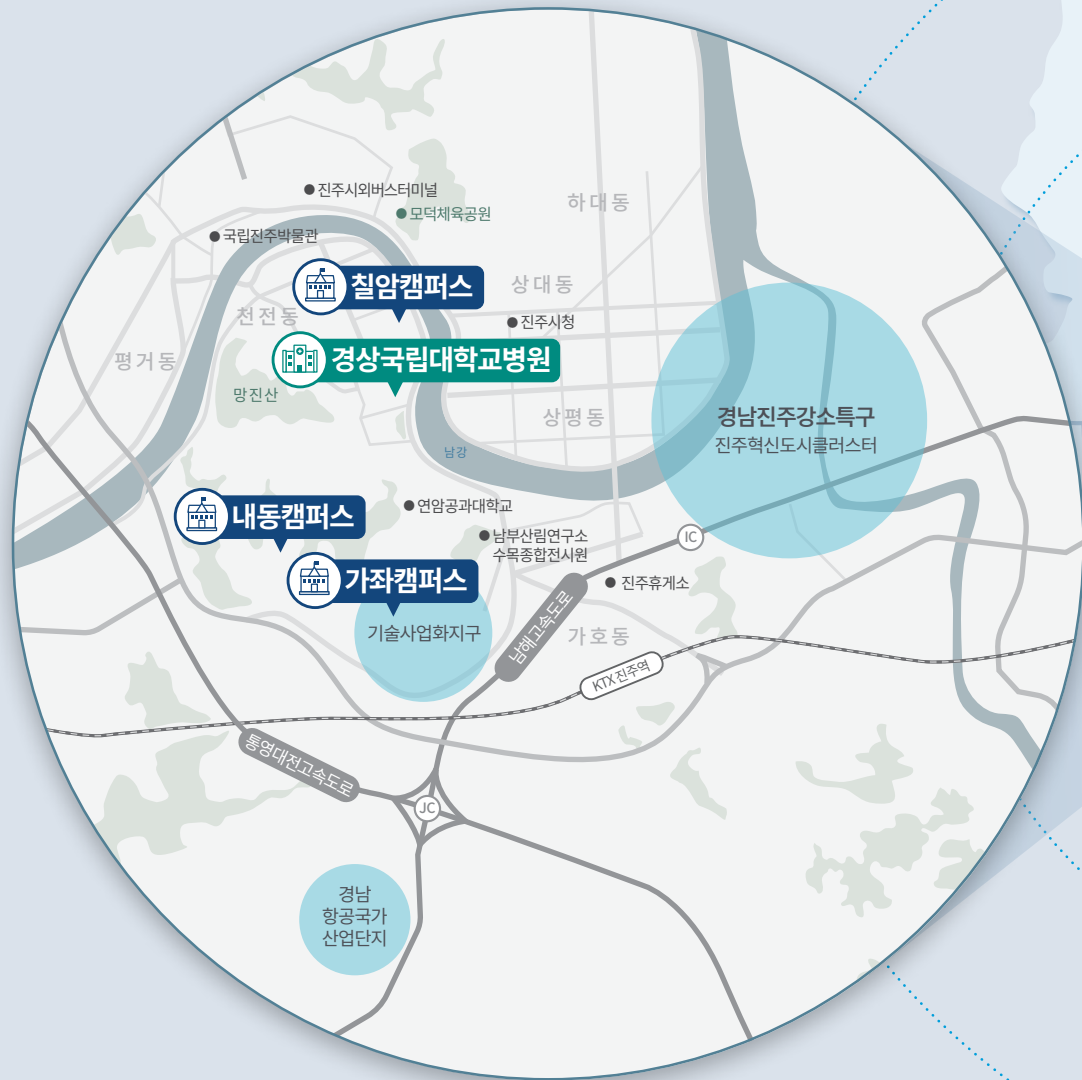 진주시외버스터미널
하대동
모덕체육공원
국립진주박물관
칠암캠퍼스
상대동
천전동
진주시청
평거동
경상국립대학교병원
망진산
상평동
경남진주강소특구
진주혁신도시클러스터
남강
연암공과대학교
내동캠퍼스
남부산림연구소
수목종합전시원
IC
가좌캠퍼스
진주휴게소
기술사업화지구
남해고속도로
가호동
KTX 진주역
통영대전고속도로
JC
경남
항공국가
산업단지